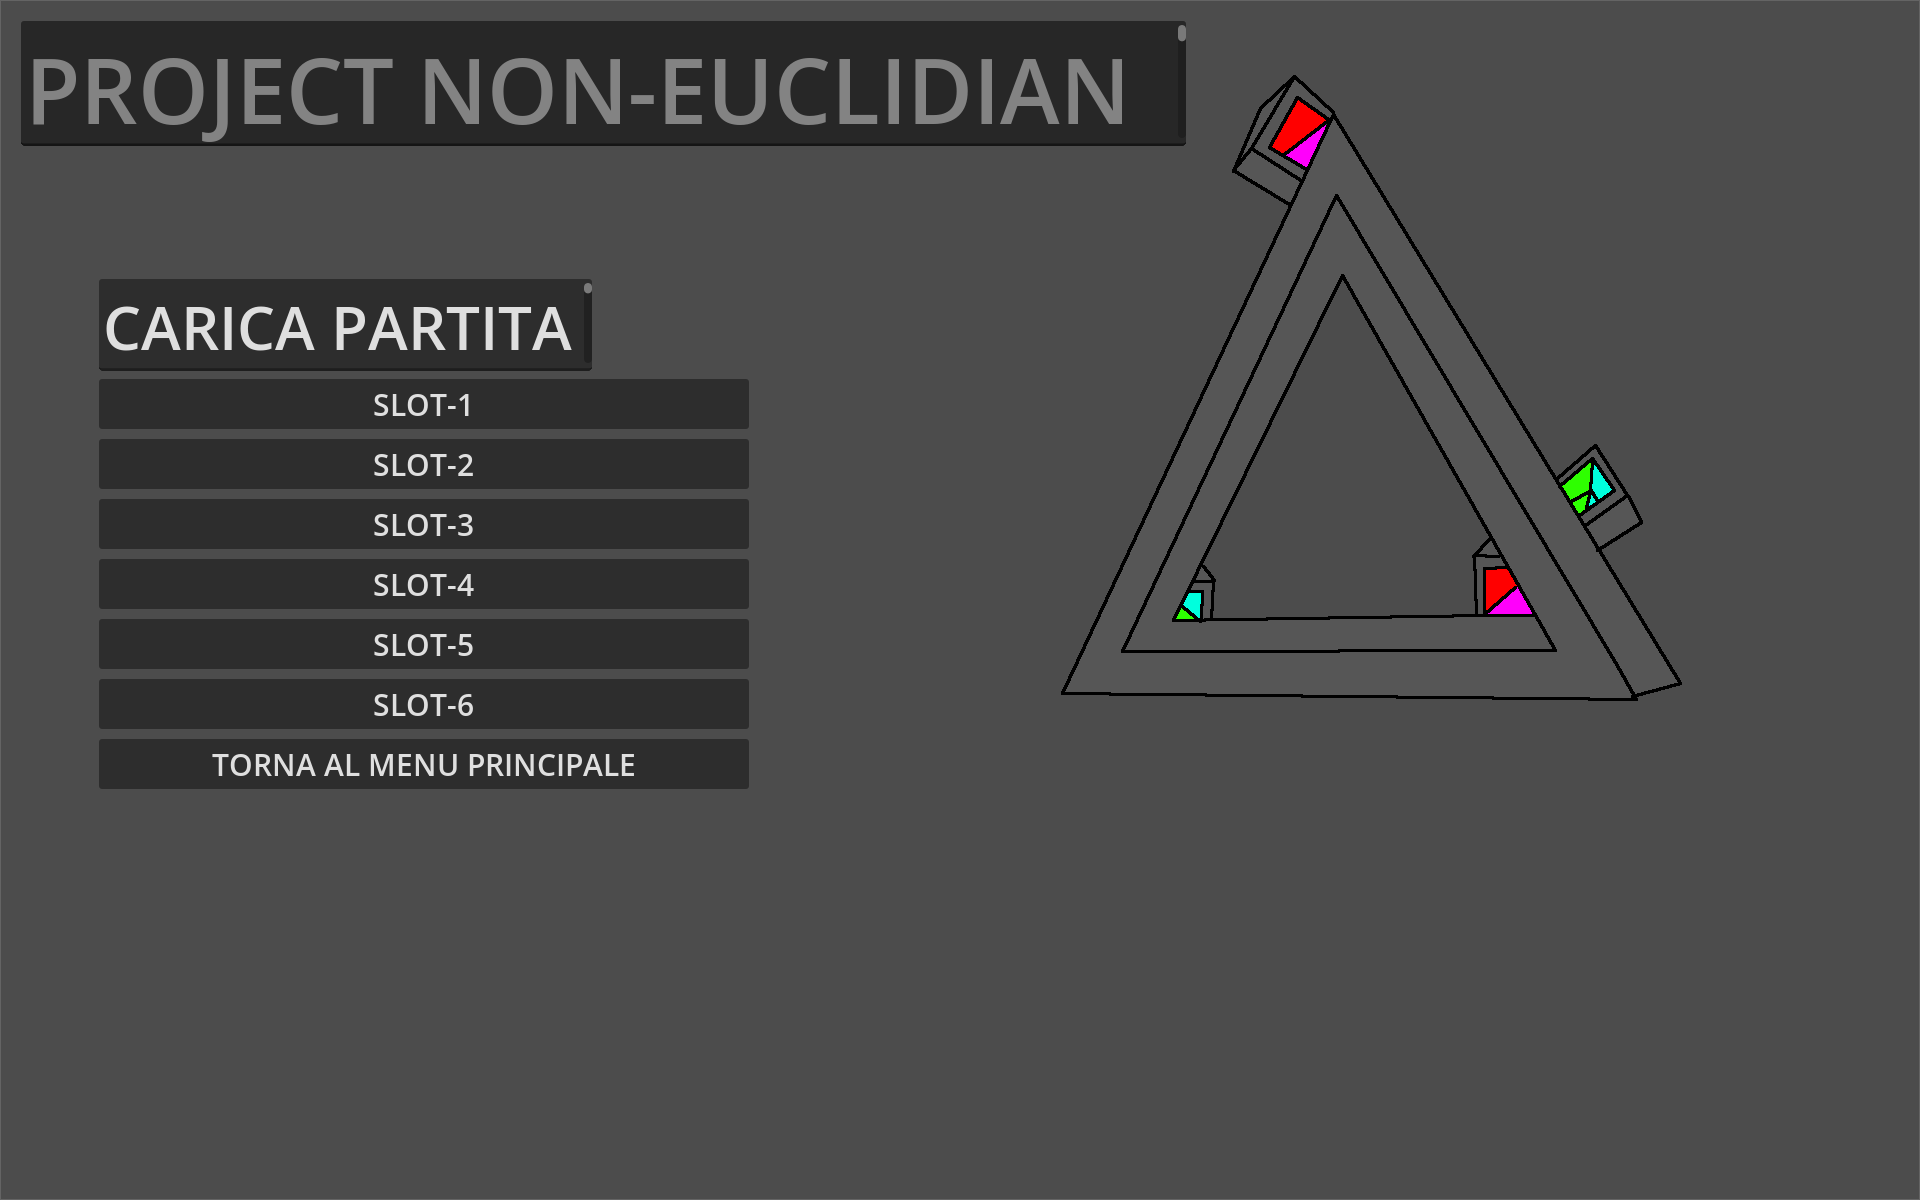 PROJECT NON-EUCLIDIAN
CARICA PARTITA
SLOT-1
SLOT-2
SLOT-3
SLOT-4
SLOT-5
SLOT-6
TORNA AL MENU PRINCIPALE